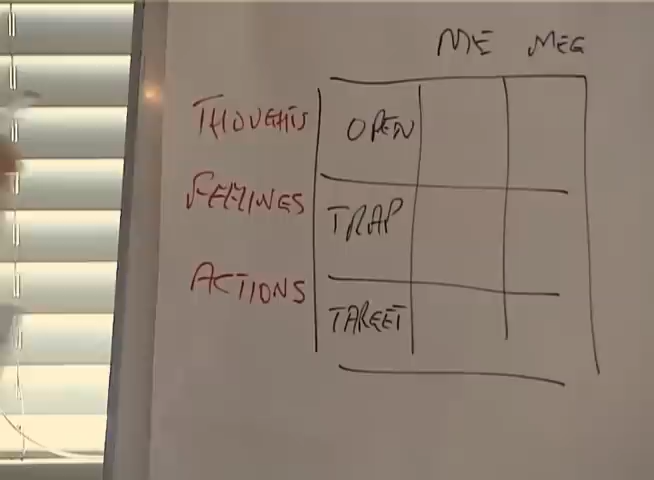 ME MEG
THOUGHTS OPEN
FEELINGS TRAP
ACTIONS
TARGET